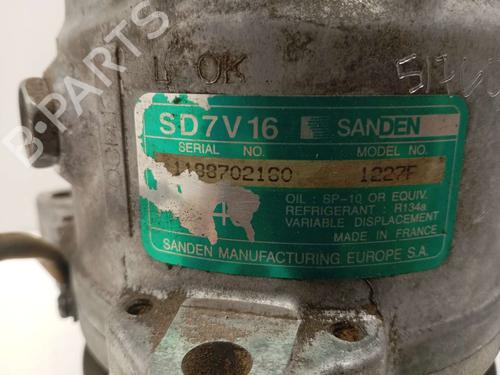 4 OK
B-PARTS
SD7V16 SANDEN
SERIAL NO. MODEL NO.
1188702160 1227F
OIL : SP-10 OR EQUIV.
REFRIGERANT : R134a
VARIABLE DISPLACEMENT
MADE IN FRANCE
SANDEN MANUFACTURING EUROPE S.A.